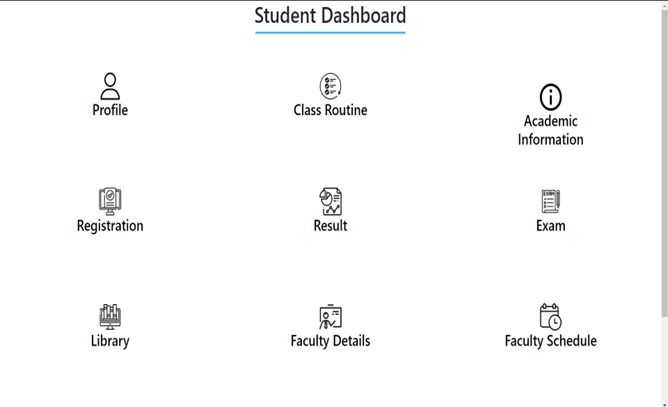 Student Dashboard
Profile
Class Routine
Academic
Information
Registration
Result
EXAM
Exam
Library
Faculty Details
Faculty Schedule